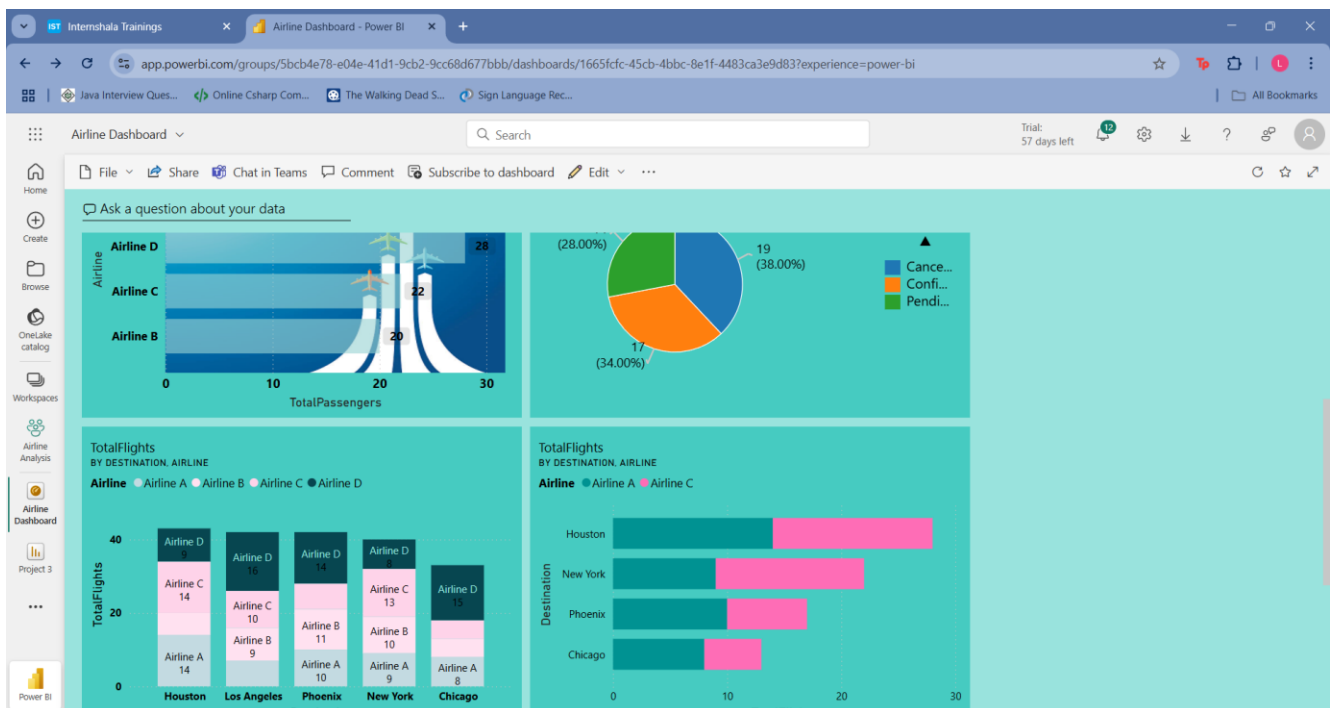 IST Internshala Trainings
Airline Dashboard - Power BI
app.powerbi.com/groups/5bcb4e78-e04e-41d1-9cb2-9cc68d677bbb/dashboards/1665fcfc-45cb-4bbc-8e1f-4483ca3e9d83?experience=power-bi
Tp
L
Java Interview Ques...
Online Csharp Com...
The Walking Dead S...
Sign Language Rec...
All Bookmarks
Airline Dashboard
Search
Trial:
57 days left
12
File
Share
Chat in Teams
Comment
Subscribe to dashboard
Edit
Home
Create
Browse
OneLake
catalog
Workspaces
Airline
Analysis
Airline
Dashboard
Project 3
Power BI
Ask a question about your data
Airline
Airline D
28
Airline C
22
Airline B
20
0 10 20 30
TotalPassengers
(28.00%)
19
(38.00%)
17
(34.00%)
Cance...
Confi...
Pendi...
TotalFlights
BY DESTINATION, AIRLINE
Airline Airline A Airline B Airline C Airline D
TotalFlights
40
20
0
Airline D
9
Airline C
14
Airline A
14
Houston
Airline D
16
Airline C
10
Airline B
9
Los Angeles
Airline D
14
Airline B
11
Airline A
10
Phoenix
Airline D
8
Airline C
13
Airline B
10
Airline A
9
New York
Airline D
15
Airline A
8
Chicago
TotalFlights
BY DESTINATION, AIRLINE
Airline Airline A Airline C
Destination
Houston
New York
Phoenix
Chicago
0 10 20 30